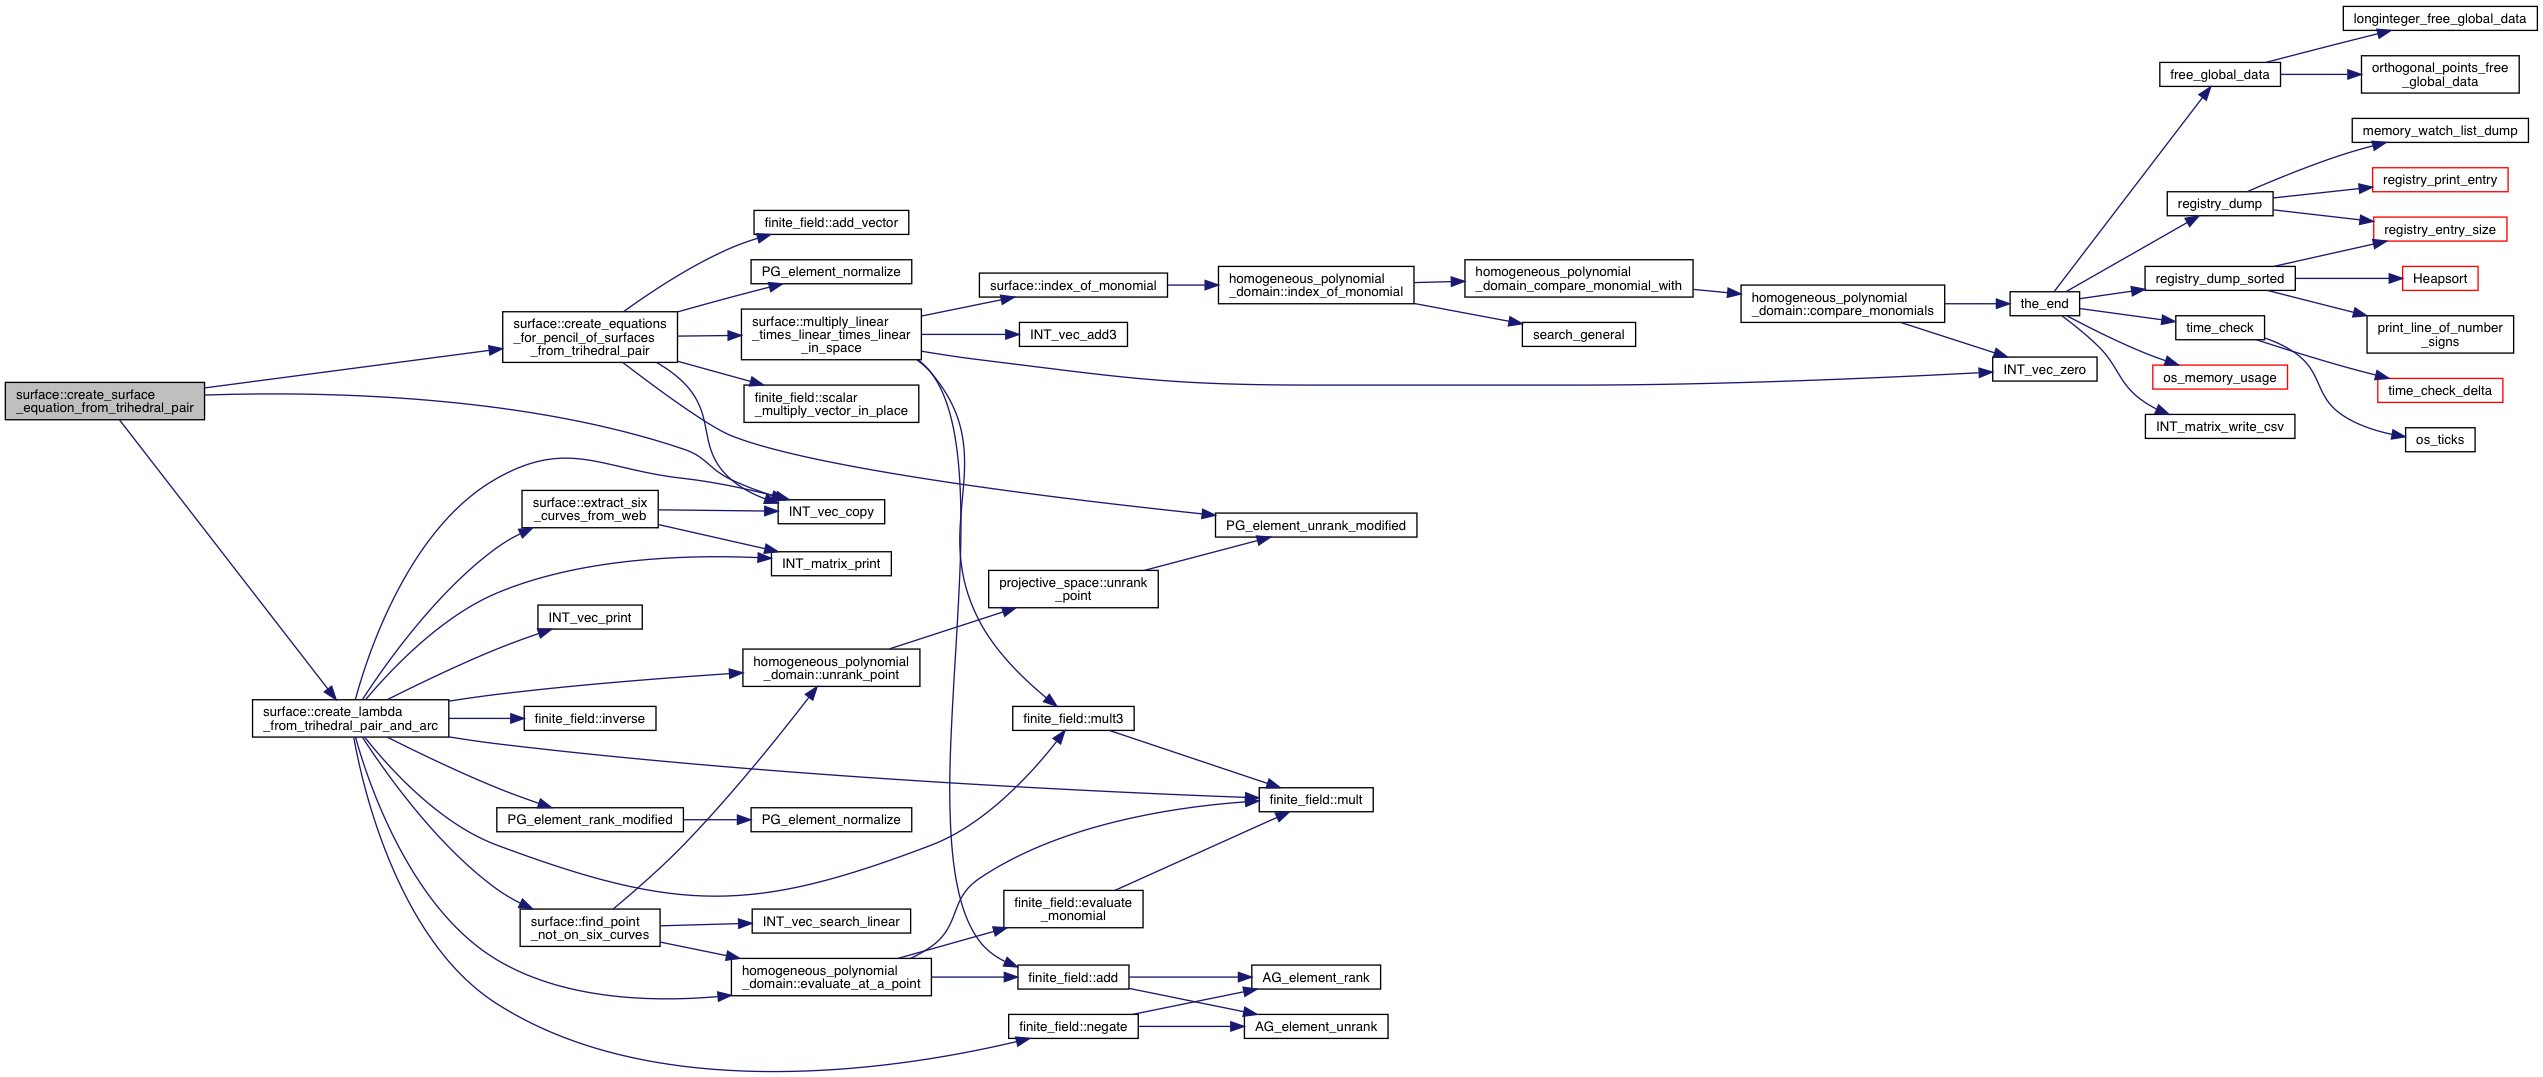 surface::create_surface
_equation_from_trihedral_pair
surface::create_equations
_for_pencil_of_surfaces
_from_trihedral_pair
finite_field::add_vector
PG_element_normalize
surface::multiply_linear
_times_linear_times_linear
_in_space
finite_field::scalar
_multiply_vector_in_place
surface::index_of_monomial
INT_vec_add3
homogeneous_polynomial
_domain::index_of_monomial
homogeneous_polynomial
_domain_compare_monomial_with
search_general
homogeneous_polynomial
_domain::compare_monomials
the_end
INT_vec_zero
free_global_data
longinteger_free_global_data
orthogonal_points_free
_global_data
registry_dump
memory_watch_list_dump
registry_print_entry
registry_entry_size
registry_dump_sorted
Heapsort
print_line_of_number
_signs
time_check
os_memory_usage
time_check_delta
INT_matrix_write_csv
os_ticks
surface::extract_six
_curves_from_web
INT_vec_copy
INT_matrix_print
PG_element_unrank_modified
projective_space::unrank
_point
INT_vec_print
homogeneous_polynomial
_domain::unrank_point
surface::create_lambda
_from_trihedral_pair_and_arc
finite_field::inverse
finite_field::mult3
finite_field::mult
PG_element_rank_modified
PG_element_normalize
surface::find_point
_not_on_six_curves
INT_vec_search_linear
finite_field::evaluate
_monomial
homogeneous_polynomial
_domain::evaluate_at_a_point
finite_field::add
AG_element_rank
finite_field::negate
AG_element_unrank